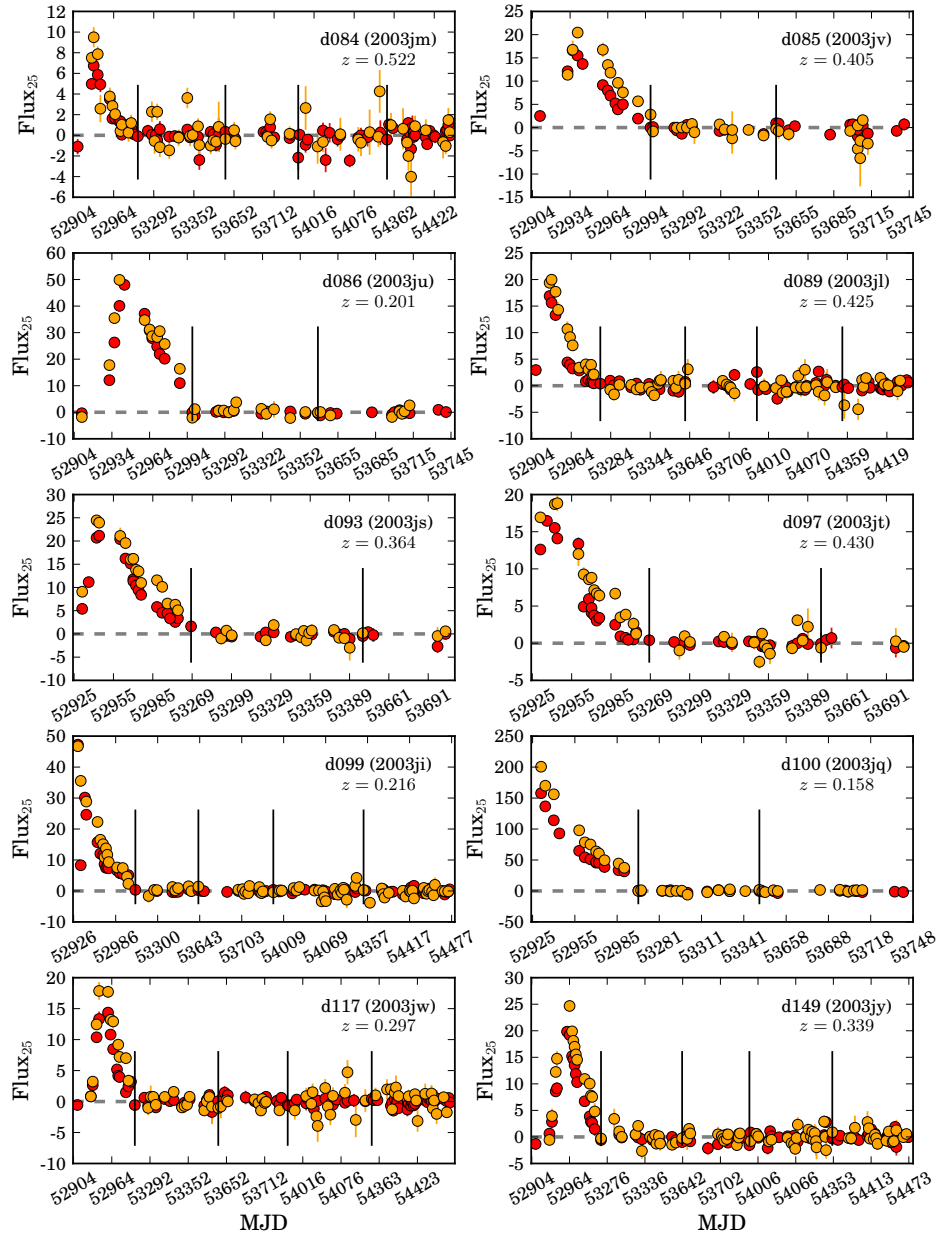 d084 (2003jm)
z = 0.522
Flux25
12
10
8
6
4
2
0
-2
-4
6
52904 52964 53292 53352 53652 53712 54016 54076 54362 54422
d085 (2003jv)
z = 0.405
Flux25
25
20
15
10
5
0
-5
-10
-15
52904 52934 52964 52994 53292 53322 53352 53655 53685 53715 53745
d086 (2003ju)
z = 0.201
Flux25
60
50
40
30
20
10
0
-10
52904 52934 52964 52994 53292 53322 53352 53655 53685 53715 53745
d089 (2003jl)
z = 0.425
Flux25
25
20
15
10
5
0
-5
-10
52904 52964 53284 53344 53646 53706 54010 54070 54359 54419
d093 (2003js)
z = 0.364
Flux25
30
25
20
15
10
5
0
-5
-10
52925 52955 52985 53269 53299 53329 53359 53389 53661 53691
d097 (2003jt)
z = 0.430
Flux25
20
15
10
5
0
-5
52925 52955 52985 53269 53299 53329 53359 53389 53661 53691
d099 (2003ji)
z = 0.216
Flux25
50
40
30
20
10
0
-10
52926 52986 53300 53643 53703 54009 54069 54357 54417 54477
d100 (2003jq)
z = 0.158
Flux25
250
200
150
100
50
0
-50
52925 52955 52985 53281 53311 53341 53658 53688 53718 53748
d117 (2003jw)
z = 0.297
Flux25
20
15
10
5
0
-5
-10
52904 52964 53292 53352 53652 53712 54016 54076 54363 54423
MJD
d149 (2003jy)
z = 0.339
Flux25
30
25
20
15
10
5
0
-5
52904 52964 53276 53336 53642 53702 54006 54066 54353 54413 54473
MJD